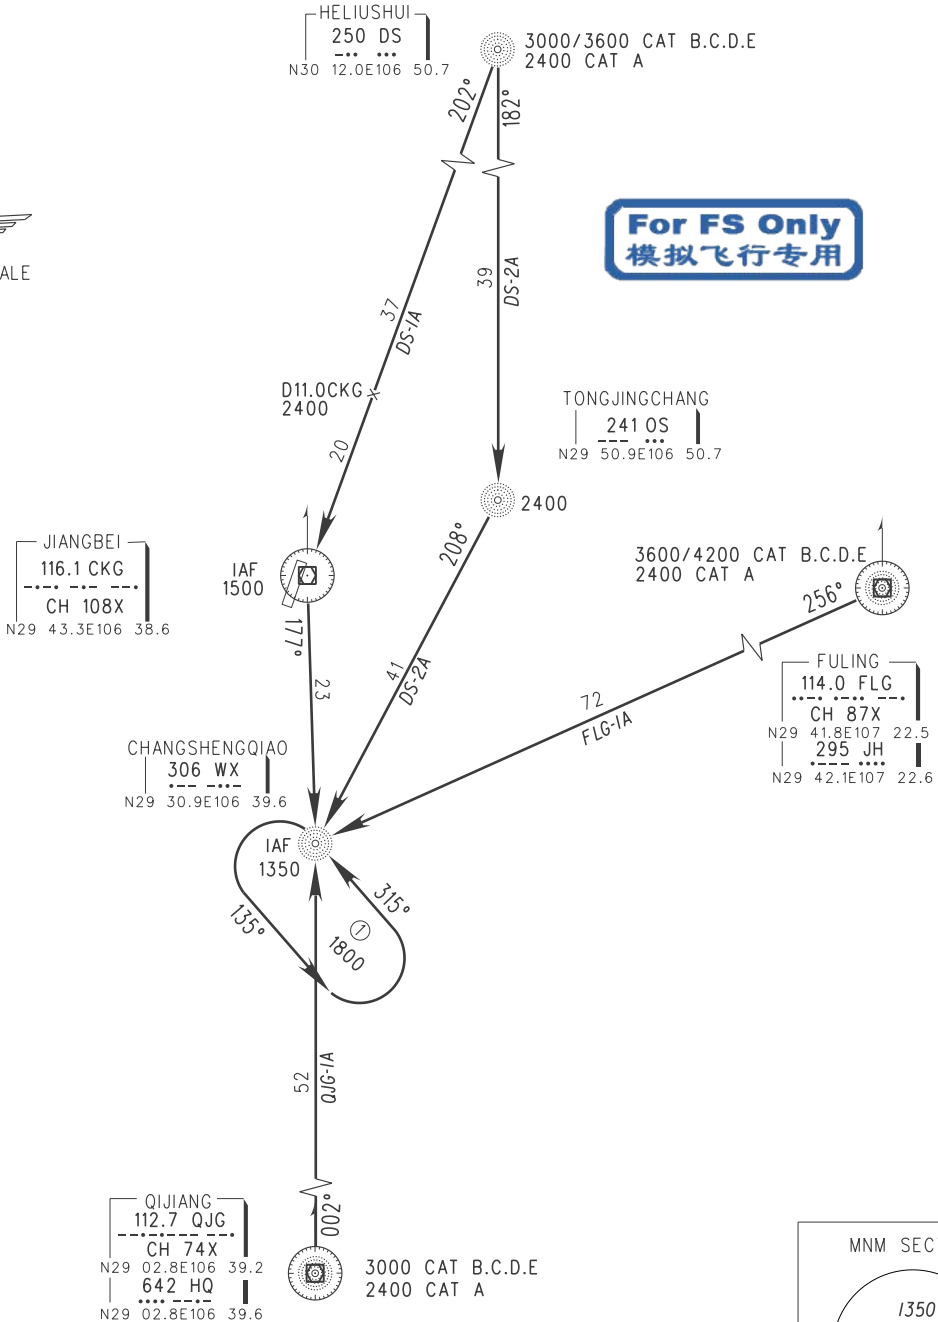 HELIUSHUI
250 DS
N30 12.0E106 50.7
3000/3600 CAT B.C.D.E
2400 CAT A
202°
182°
For FS Only
模拟飞行专用
ALE
39
DS-2A
37
DS-1A
D11.0CKG
2400
20
TONGJINGCHANG
241 OS
N29 50.9E106 50.7
2400
208°
JIANGBEI
116.1 CKG
CH 108X
N29 43.3E106 38.6
IAF
1500
3600/4200 CAT B.C.D.E
2400 CAT A
256°
177°
23
41
DS-2A
72
FLG-1A
FULING
114.0 FLG
CH 87X
N29 41.8E107 22.5
295 JH
N29 42.1E107 22.6
CHANGSHENGQIAO
306 WX
N29 30.9E106 39.6
IAF
1350
315°
135°
1
1800
52
QJG-1A
002°
QIJIANG
112.7 QJG
CH 74X
N29 02.8E106 39.2
642 HQ
N29 02.8E106 39.6
3000 CAT B.C.D.E
2400 CAT A
MNM SEC
1350